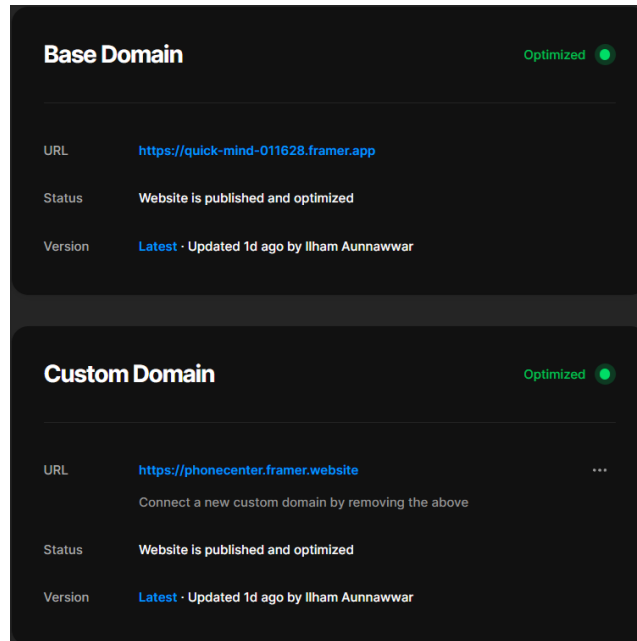 Base Domain
Optimized
URL
https://quick-mind-011628.framer.app
Status
Website is published and optimized
Version
Latest · Updated 1d ago by Ilham Aunnawwar
Custom Domain
Optimized
URL
https://phonecenter.framer.website
Connect a new custom domain by removing the above
Status
Website is published and optimized
Version
Latest · Updated 1d ago by Ilham Aunnawwar